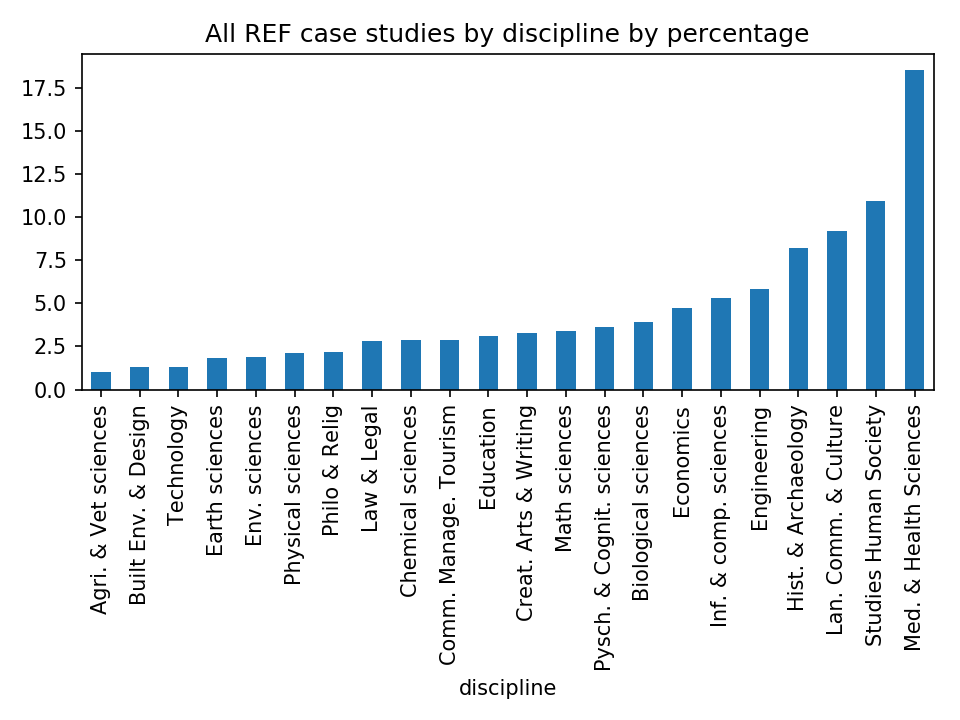 All REF case studies by discipline by percentage
17.5
15.0
12.5
10.0
7.5
5.0
2.5
0.0
Agri. & Vet sciences
Built Env. & Design
Technology
Earth sciences
Env. sciences
Physical sciences
Philo & Relig
Law & Legal
Chemical sciences
Comm. Manage. Tourism
Education
Creat. Arts & Writing
Math sciences
Pysch. & Cognit. sciences
Biological sciences
Economics
Inf. & comp. sciences
Engineering
Hist. & Archaeology
Lan. Comm. & Culture
Studies Human Society
Med. & Health Sciences
discipline